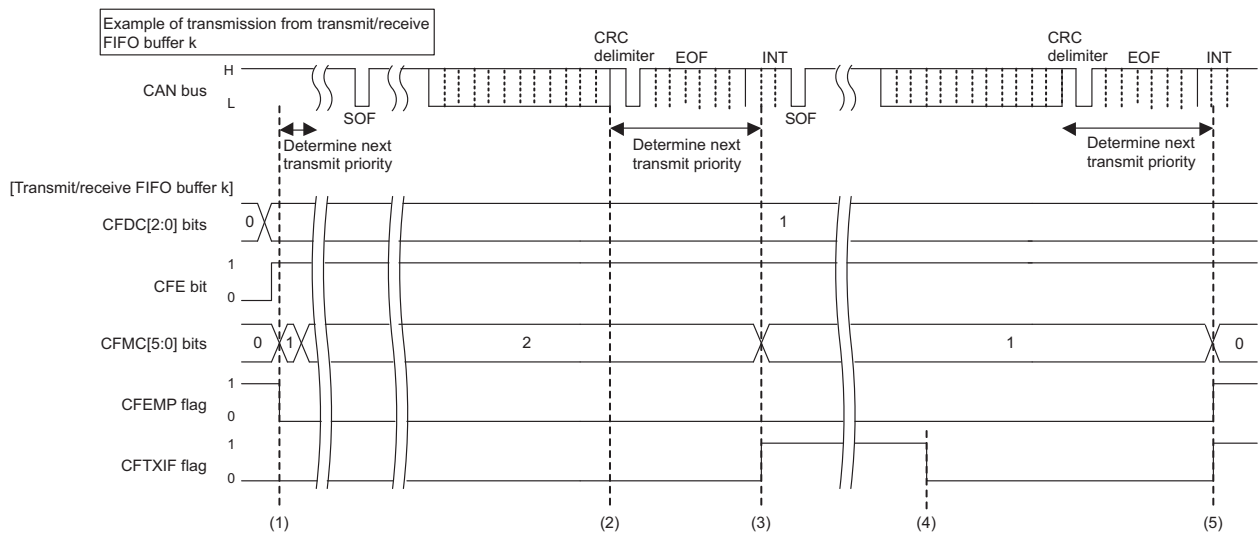 Example of transmission from transmit/receive
FIFO buffer k
CRC
delimiter
EOF
INT
CRC
delimiter
EOF
INT
H
CAN bus
L
SOF
SOF
Determine next
transmit priority
Determine next
transmit priority
Determine next
transmit priority
[Transmit/receive FIFO buffer k]
CFDC[2:0] bits
0
1
1
CFE bit
0
CFMC[5:0] bits
0
1
2
1
0
1
CFEMP flag
0
1
CFTXIF flag
0
(1)
(2)
(3)
(4)
(5)